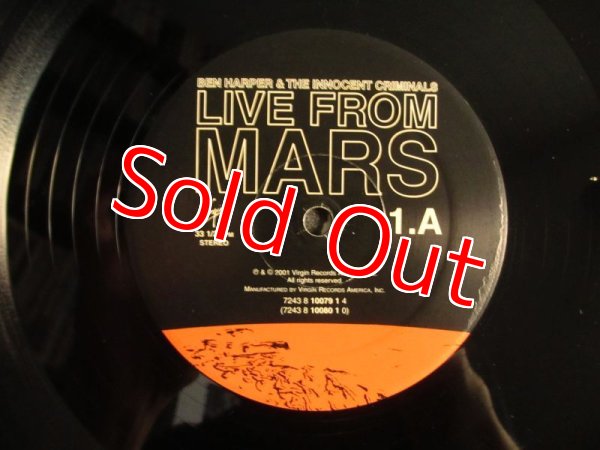 BEN HARPER & THE INNOCENT CRIMINALS
LIVE FROM
MARS
Sold Out
1.A
33 1/
STEREO
℗ & © 2001 Virgin Records
All rights reserved.
MANUFACTURED BY VIRGIN RECORDS AMERICA, INC.
7243 8 10079 1 4
(7243 8 10080 1 0)